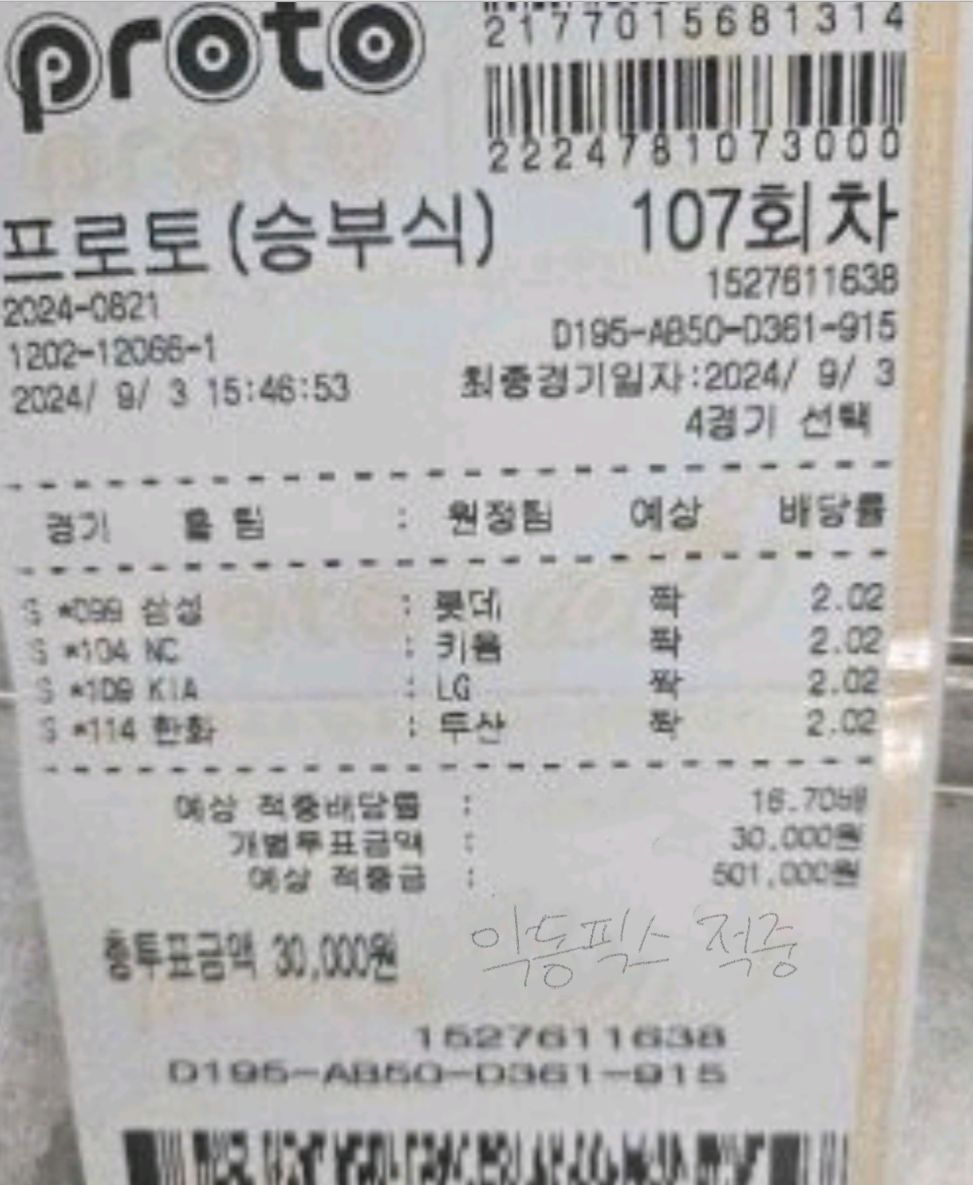 proto
2177015681314
2224781073000
프로토(승부식) 107회차
2024-0821 1527611638
1202-12066-1 D195-AB50-D361-915
2024/ 9/ 3 15:46:53 최종경기일자:2024/ 9/ 3
4경기 선택
경기 홈팀 : 원정팀 예상 배당률
S *099 삼성 : 롯데 짝 2.02
S *104 NC : 키움 짝 2.02
S *109 KIA : LG 짝 2.02
S *114 한화 : 두산 짝 2.02
예상 적중배당률 : 16.70배
개별투표금액 : 30,000원
예상 적중금 : 501,000원
총투표금액 30,000원 악동픽스 적중
1527611638
D195-AB50-D361-915